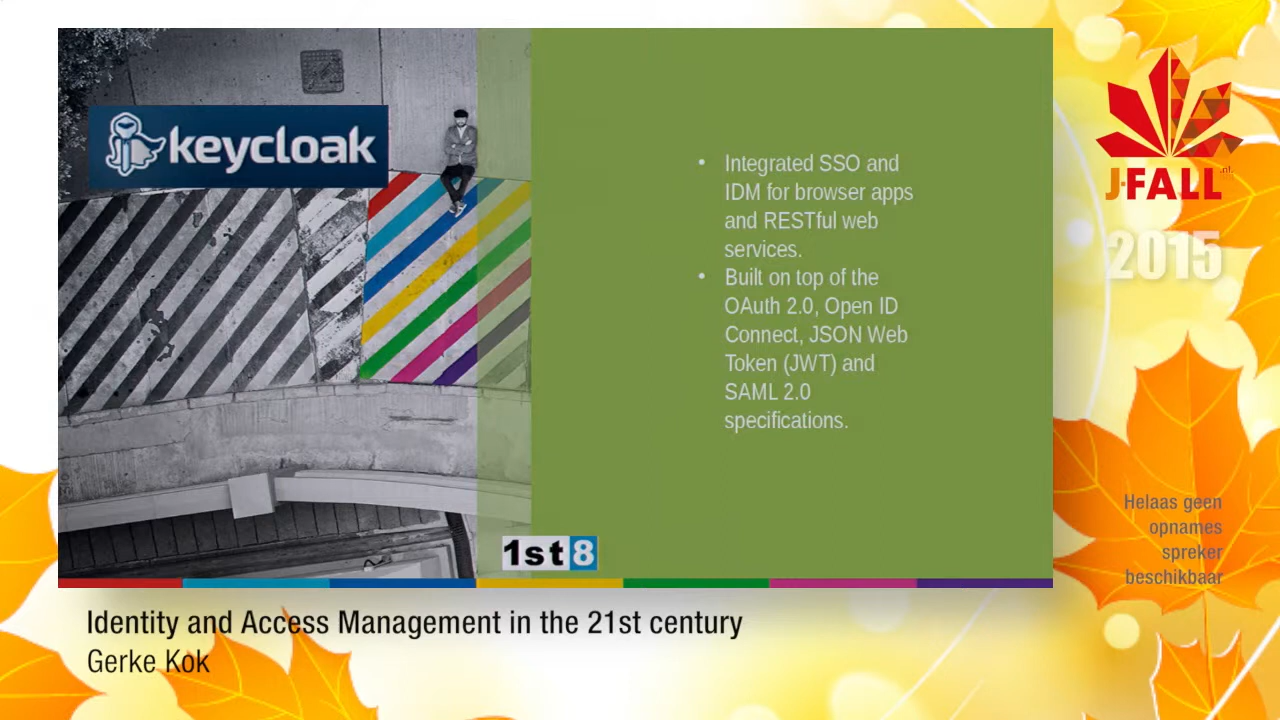 keycloak
• Integrated SSO and
IDM for browser apps
and RESTful web
services.
• Built on top of the
OAuth 2.0, Open ID
Connect, JSON Web
Token (JWT) and
SAML 2.0
specifications.
1st8
J-FALL.nl
2015
Helaas geen
opnames
spreker
beschikbaar
Identity and Access Management in the 21st century
Gerke Kok